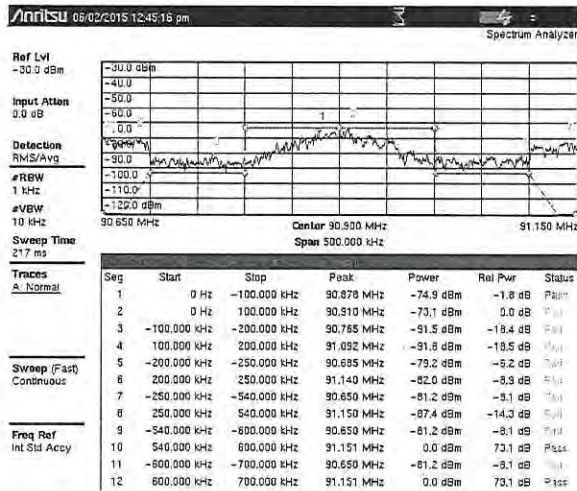 Anritsu 06/02/2015 12:45:16 pm
Spectrum Analyzer
Ref Lvl
-30.0 dBm
Input Atten
0.0 dB
Detection
RMS/Avg
#RBW
1 kHz
#VBW
10 kHz
Sweep Time
217 ms
Traces
A: Normal
Sweep (Fast)
Continuous
Freq Ref
Int Std Accy
-30.0 dBm
-40.0
-50.0
-60.0
-90.0
-100.0
-110.0
-120.0 dBm
1
90.650 MHz
Center 90.900 MHz
91.150 MHz
Span 500.000 kHz
Seg Start Stop Peak Power Rel Pwr Status
1 0 Hz -100.000 kHz 90.878 MHz -74.9 dBm -1.8 dB
2 0 Hz 100.000 kHz 90.910 MHz -73.1 dBm 0.0 dB
3 -100.000 kHz -200.000 kHz 90.765 MHz -91.5 dBm -18.4 dB
4 100.000 kHz 200.000 kHz 91.092 MHz -91.6 dBm -18.5 dB
5 -200.000 kHz -250.000 kHz 90.685 MHz -79.2 dBm -6.2 dB
6 200.000 kHz 250.000 kHz 91.140 MHz -82.0 dBm -8.9 dB
7 -250.000 kHz -540.000 kHz 90.650 MHz -81.2 dBm -8.1 dB
8 250.000 kHz 540.000 kHz 91.150 MHz -87.4 dBm -14.3 dB
9 -540.000 kHz -600.000 kHz 90.650 MHz -81.2 dBm -8.1 dB
10 540.000 kHz 600.000 kHz 91.151 MHz 0.0 dBm 73.1 dB Pass
11 -600.000 kHz -700.000 kHz 90.650 MHz -81.2 dBm -8.1 dB
12 600.000 kHz 700.000 kHz 91.151 MHz 0.0 dBm 73.1 dB Pass